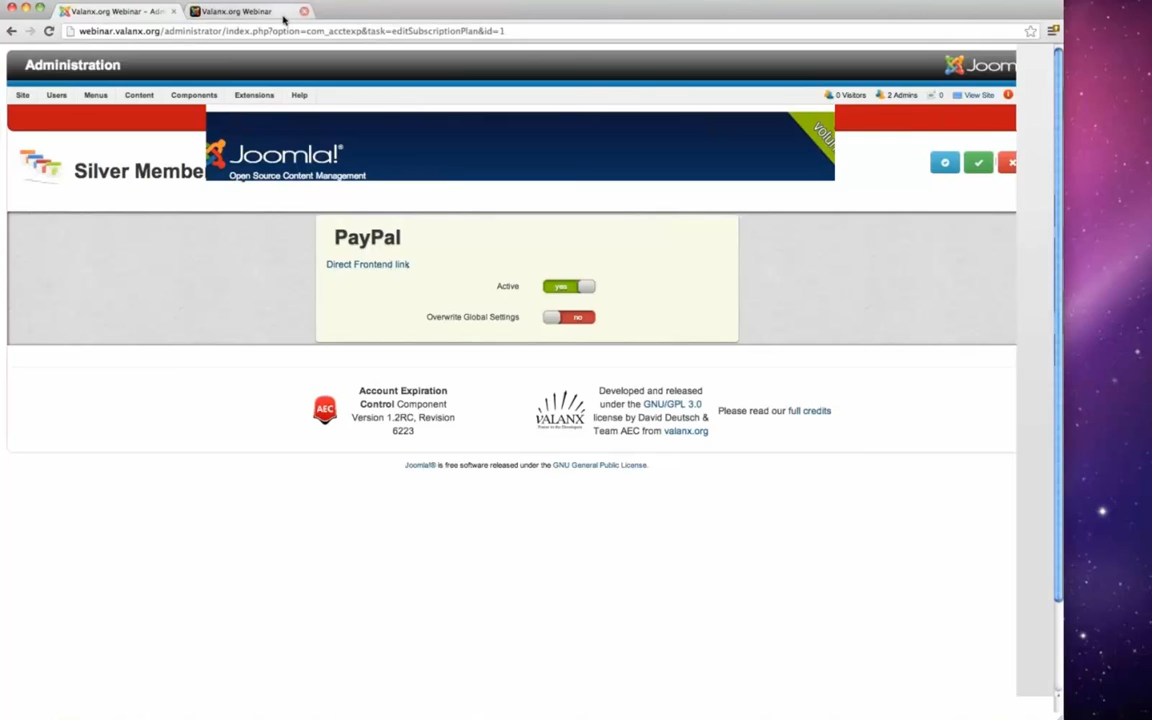 Valanx.org Webinar - Adm
Valanx.org Webinar
webinar.valanx.org/administrator/index.php?option=com_acctexp&task=editSubscriptionPlan&id=1
Administration
Joom
Site Users Menus Content Components Extensions Help
0 Visitors 2 Admins 0 View Site
Joomla!®
Open Source Content Management
volu
Silver Membe
PayPal
Direct Frontend link
Active yes
Overwrite Global Settings no
Account Expiration
Control Component
Version 1.2RC, Revision
6223
AEC
VALANX
Developed and released
under the GNU/GPL 3.0
license by David Deutsch &
Team AEC from valanx.org
Please read our full credits
Joomla!® is free software released under the GNU General Public License.